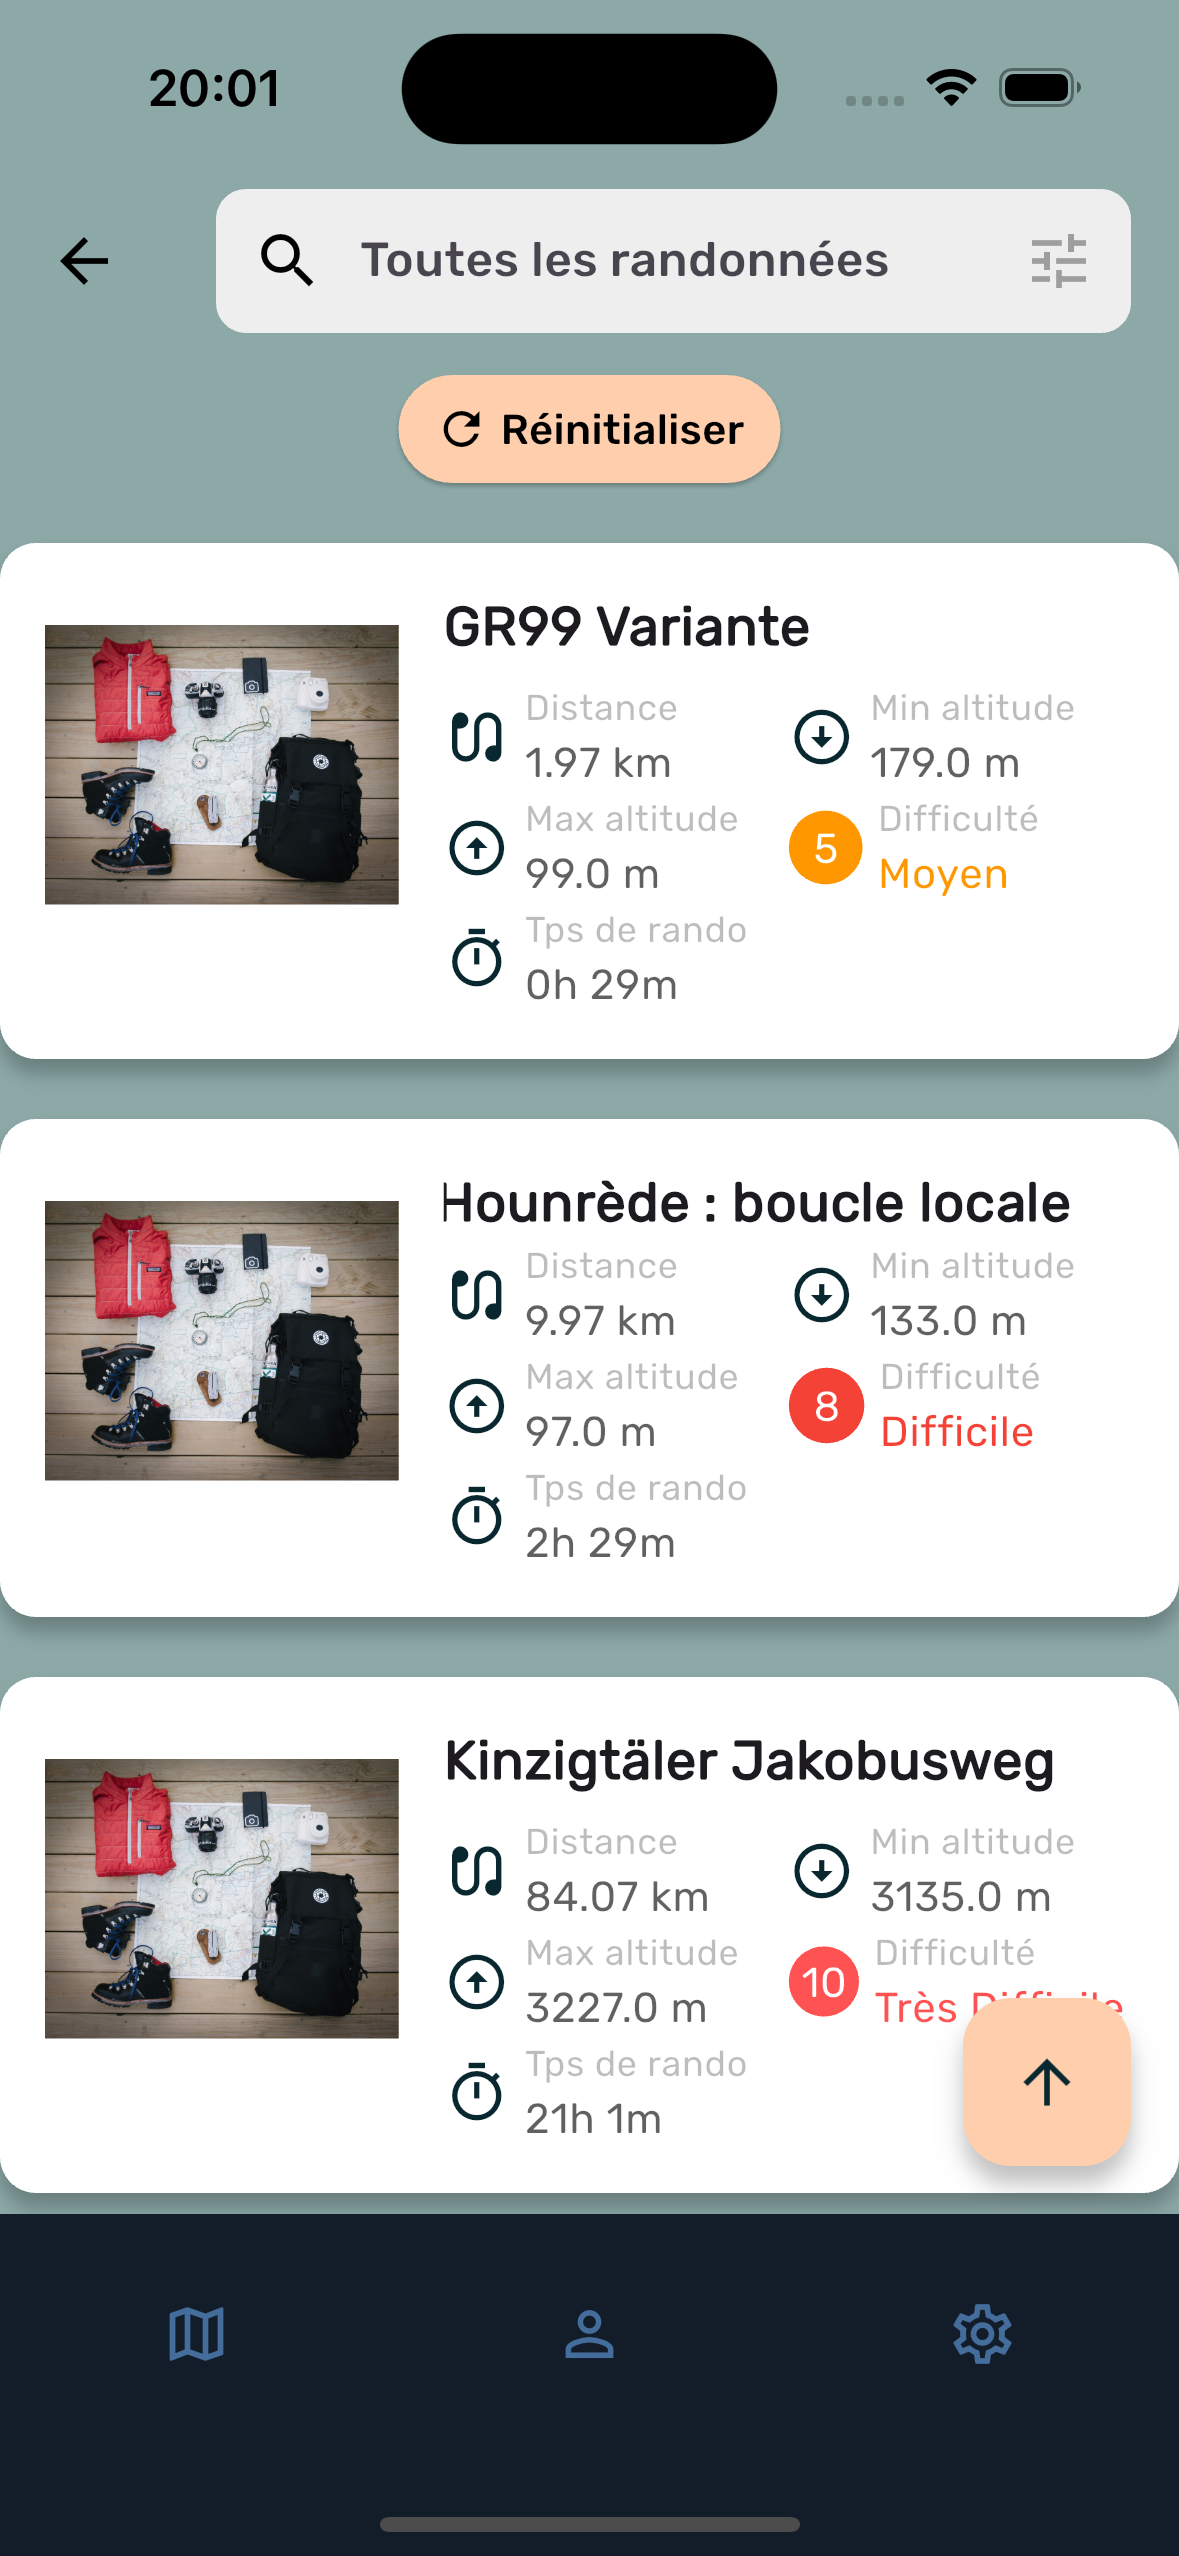 20:01
Toutes les randonnées
Réinitialiser
GR99 Variante
Distance
1.97 km
Min altitude
179.0 m
Max altitude
99.0 m
5
Difficulté
Moyen
Tps de rando
0h 29m
Hounrède : boucle locale
Distance
9.97 km
Min altitude
133.0 m
Max altitude
97.0 m
8
Difficulté
Difficile
Tps de rando
2h 29m
Kinzigtäler Jakobusweg
Distance
84.07 km
Min altitude
3135.0 m
Max altitude
3227.0 m
10
Difficulté
Très Difficile
Tps de rando
21h 1m